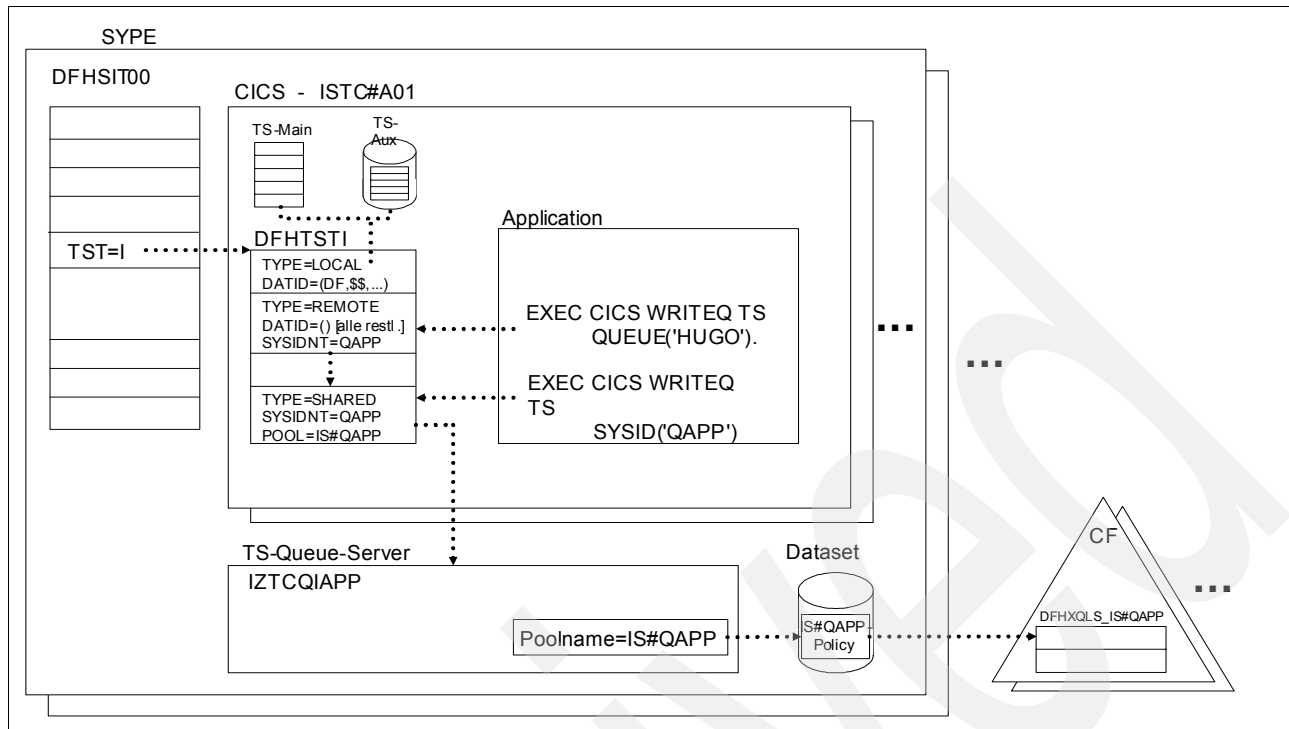 SYPE
DFHSIT00
TST=I
CICS - ISTC#A01
TS-Main
TS-
Aux
DFHTSTI
TYPE=LOCAL
DATID=(DF,$$,...)
TYPE=REMOTE
DATID=() [alle restl.]
SYSIDNT=QAPP
TYPE=SHARED
SYSIDNT=QAPP
POOL=IS#QAPP
Application
EXEC CICS WRITEQ TS
QUEUE('HUGO').
EXEC CICS WRITEQ
TS
SYSID('QAPP')
...
...
TS-Queue-Server
IZTCQIAPP
Poolname=IS#QAPP
Dataset
IS#QAPP-
Policy
CF
...
DFHXQLS_IS#QAPP